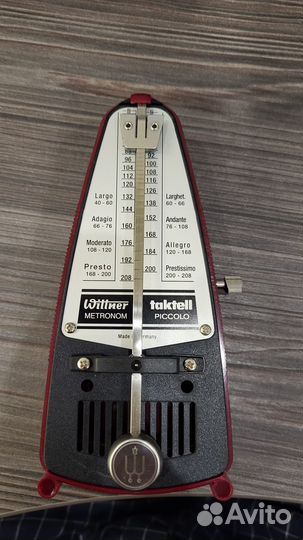 88 92
96 100
104 108
112 116
120 126
132 138
144 152
160 168
176 184
192 200
208
Largo
40 - 60
Adagio
66 - 76
Moderato
108 - 120
Presto
168 - 200
Larghet.
60 - 66
Andante
76 - 108
Allegro
120 - 168
Prestissimo
200 - 208
Wittner
METRONOM
taktell
PICCOLO
Made Germany
Avito